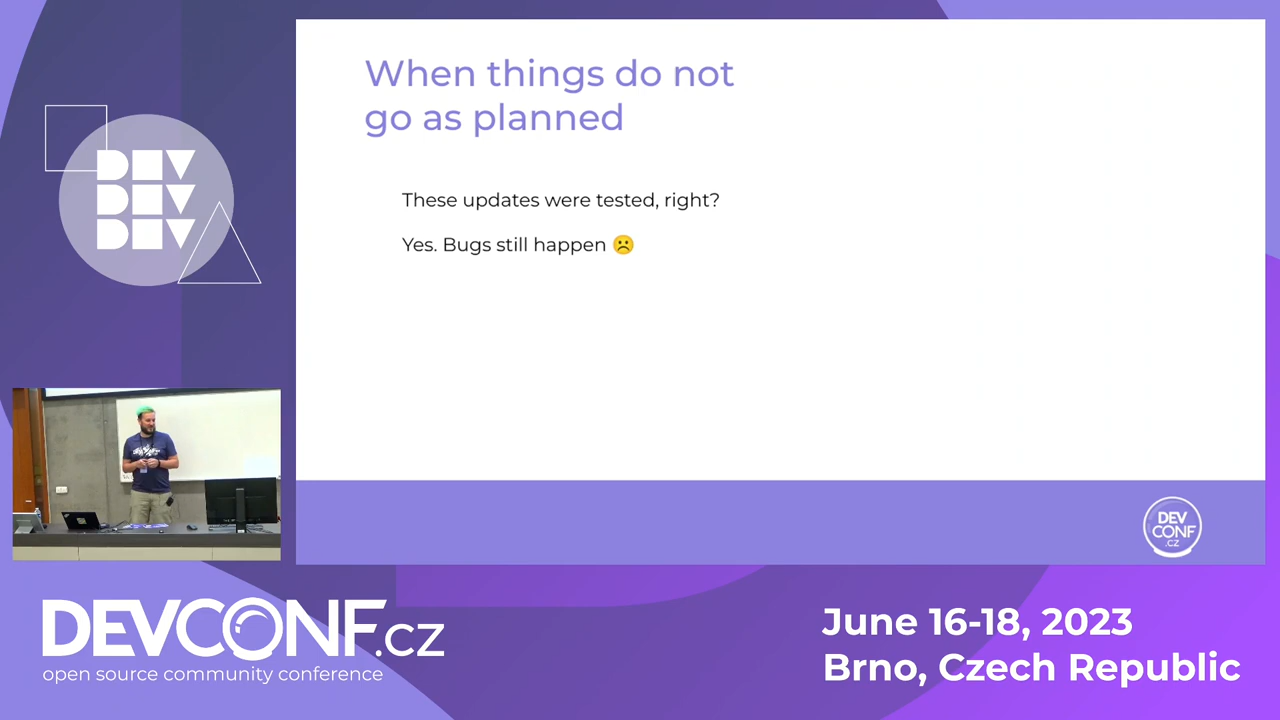 When things do not
go as planned
These updates were tested, right?
Yes. Bugs still happen ☹️
DEV
DEV
DEV
DEV
CONF
.CZ
DEVCONF.cz
open source community conference
June 16-18, 2023
Brno, Czech Republic